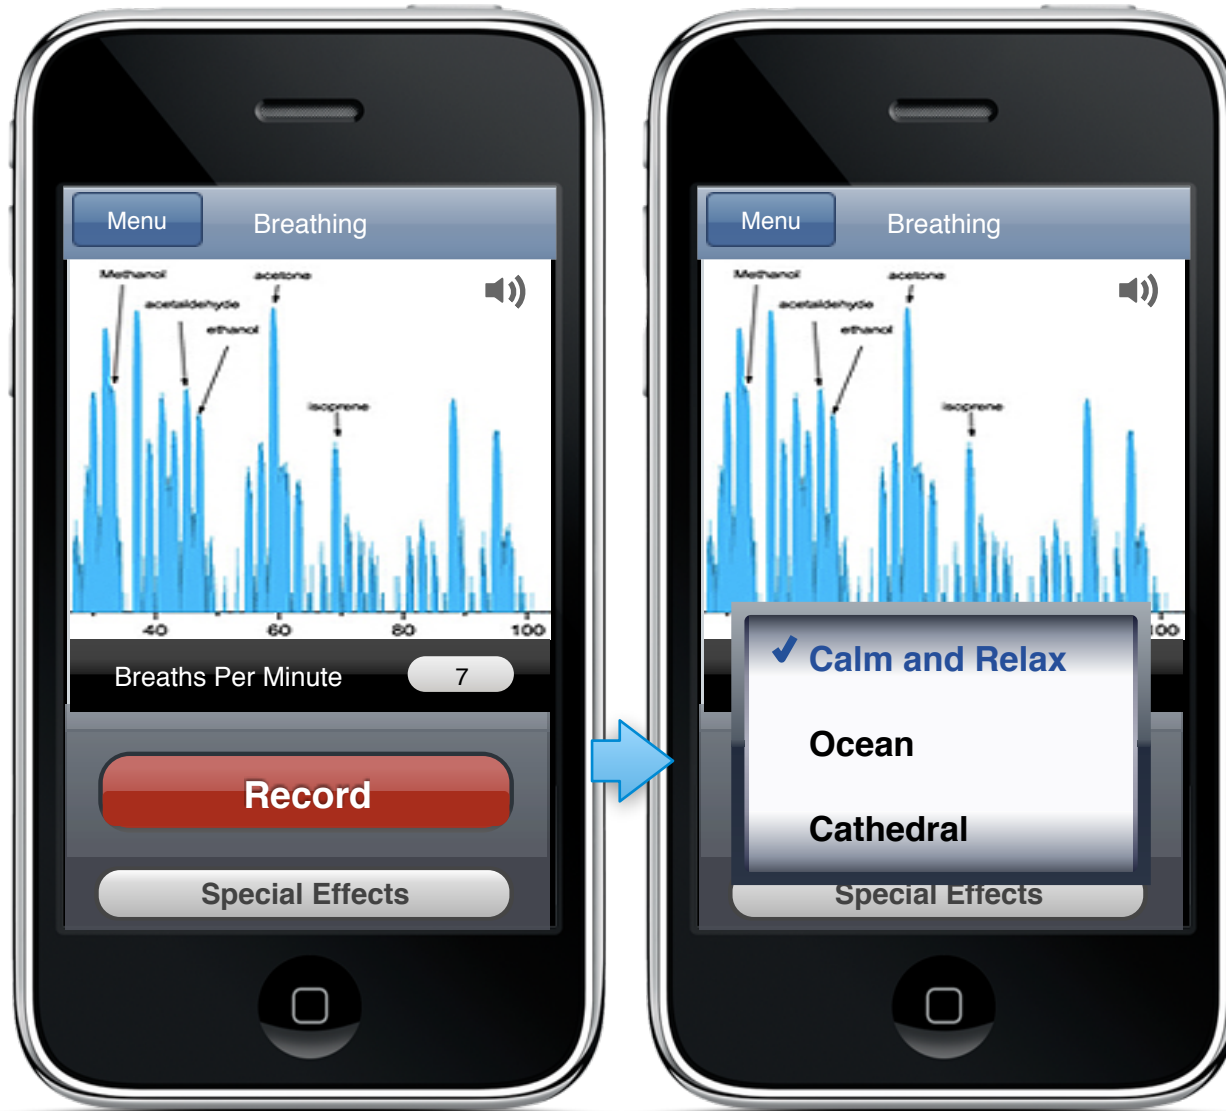 Menu
Breathing
Methanol
acetone
acetaldehyde
ethanol
isoprene
40
60
80
100
Breaths Per Minute
7
Record
Special Effects
Menu
Breathing
Methanol
acetone
acetaldehyde
ethanol
isoprene
100
Calm and Relax
Ocean
Cathedral
Special Effects